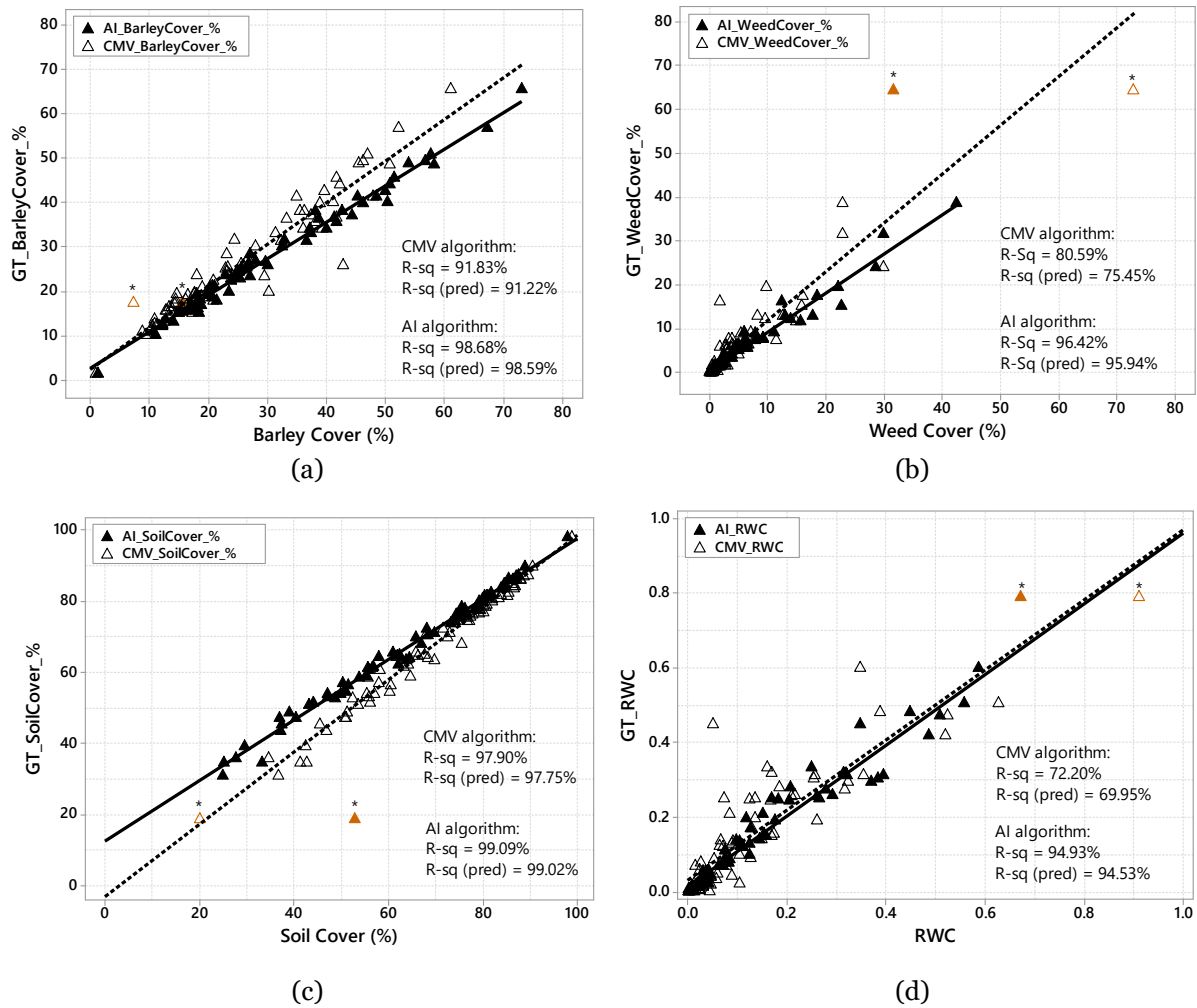 80
70
60
50
40
30
20
10
0
GT_BarleyCover_%
AI_BarleyCover_%
CMV_BarleyCover_%
*
*
CMV algorithm:
R-sq = 91.83%
R-sq (pred) = 91.22%
AI algorithm:
R-sq = 98.68%
R-sq (pred) = 98.59%
0 10 20 30 40 50 60 70 80
Barley Cover (%)
(a)
80
70
60
50
40
30
20
10
0
GT_WeedCover_%
AI_WeedCover_%
CMV_WeedCover_%
*
*
CMV algorithm:
R-Sq = 80.59%
R-sq (pred) = 75.45%
AI algorithm:
R-Sq = 96.42%
R-Sq (pred) = 95.94%
0 10 20 30 40 50 60 70 80
Weed Cover (%)
(b)
100
80
60
40
20
0
GT_SoilCover_%
AI_SoilCover_%
CMV_SoilCover_%
*
*
CMV algorithm:
R-sq = 97.90%
R-sq (pred) = 97.75%
AI algorithm:
R-sq = 99.09%
R-sq (pred) = 99.02%
0 20 40 60 80 100
Soil Cover (%)
(c)
1.0
0.8
0.6
0.4
0.2
0.0
GT_RWC
AI_RWC
CMV_RWC
*
*
CMV algorithm:
R-sq = 72.20%
R-sq (pred) = 69.95%
AI algorithm:
R-sq = 94.93%
R-sq (pred) = 94.53%
0.0 0.2 0.4 0.6 0.8 1.0
RWC
(d)